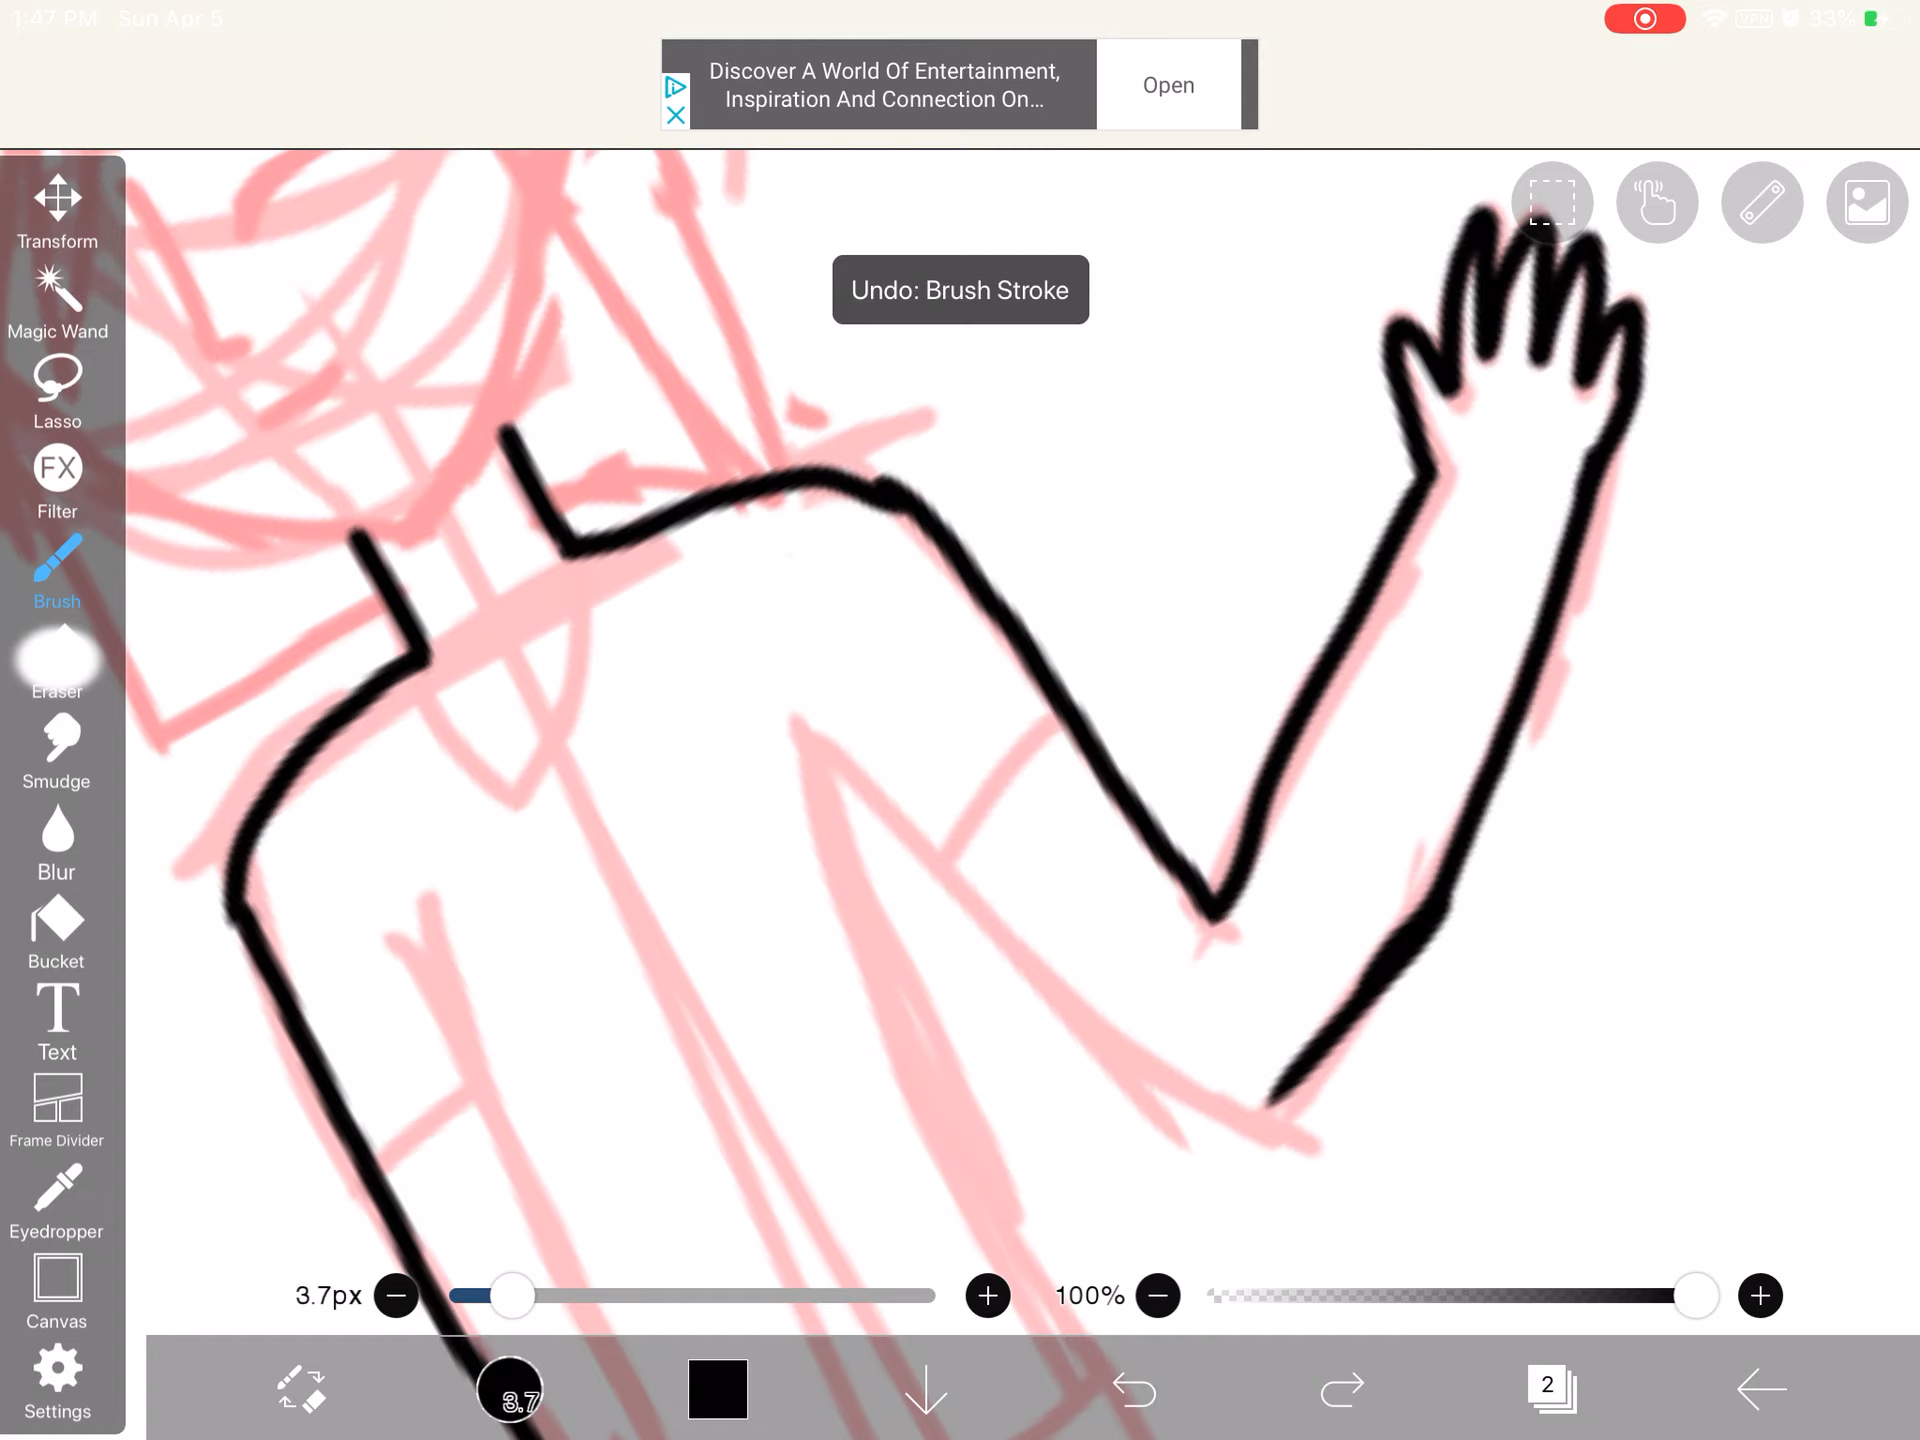 1:47 PM Sun Apr 5
VPN 33%
Discover A World Of Entertainment,
Inspiration And Connection On...
Open
Undo: Brush Stroke
Transform
Magic Wand
Lasso
FX
Filter
Brush
Eraser
Smudge
Blur
Bucket
T
Text
Frame Divider
Eyedropper
Canvas
Settings
3.7px
100%
3.7
2